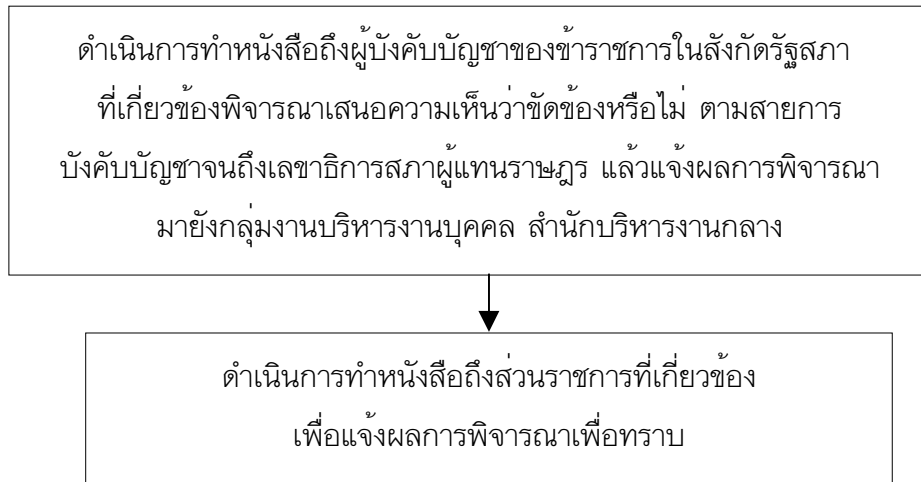 ดำเนินการทำหนังสือถึงผู้บังคับบัญชาของข้าราชการในสังกัดรัฐสภา
ที่เกี่ยวข้องพิจารณาเสนอความเห็นว่าขัดข้องหรือไม่ ตามสายการ
บังคับบัญชาจนถึงเลขาธิการสภาผู้แทนราษฎร แล้วแจ้งผลการพิจารณา
มายังกลุ่มงานบริหารงานบุคคล สำนักบริหารงานกลาง
ดำเนินการทำหนังสือถึงส่วนราชการที่เกี่ยวข้อง
เพื่อแจ้งผลการพิจารณาเพื่อทราบ